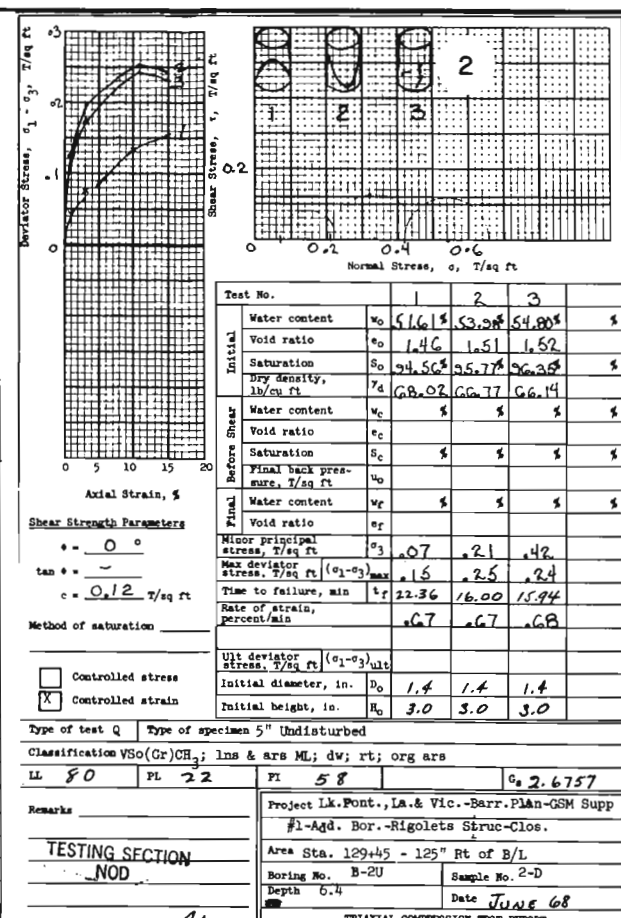 .3
.2
.1
0
Deviator Stress, σ1 - σ3, T/sq ft
0 5 10 15 20
Axial Strain, %
Shear Stress, τ, T/sq ft
0.2
1 2 3
2
0 0.2 0.4 0.6
Normal Stress, σ, T/sq ft
Shear Strength Parameters
φ = 0 °
tan φ = –
c = 0.12 T/sq ft
Method of saturation
Controlled stress
X Controlled strain
Test No. 1 2 3
Initial
Water content w0 51.61 % 53.98 % 54.80 % %
Void ratio e0 1.46 1.51 1.52
Saturation S0 94.56 % 95.77 % 96.35 % %
Dry density, lb/cu ft γd 68.02 66.77 66.14
Before Shear
Water content wc % % % %
Void ratio ec
Saturation Sc % % % %
Final back pres-
sure, T/sq ft u0
Final
Water content wf % % % %
Void ratio ef
Minor principal
stress, T/sq ft σ3 .07 .21 .42
Max deviator
stress, T/sq ft (σ1-σ3)max .15 .25 .24
Time to failure, min tf 22.36 16.00 15.94
Rate of strain,
percent/min .67 .67 .68
Ult deviator
stress, T/sq ft (σ1-σ3)ult
Initial diameter, in. D0 1.4 1.4 1.4
Initial height, in. H0 3.0 3.0 3.0
Type of test Q Type of specimen 5" Undisturbed
Classification VSo(Gr)CH3; lns & ars ML; dw; rt; org ars
LL 80 PL 22 PI 58 Gs 2.6757
Remarks
TESTING SECTION
NOD
Project Lk.Pont.,La.& Vic.-Barr.Plan-GSM Supp
#1-Add. Bor.-Rigolets Struc-Clos.
Area Sta. 129+45 - 125" Rt of B/L
Boring No. B-2U Sample No. 2-D
Depth 6.4 Date JUNE 68
TRIAXIAL COMPRESSION TEST REPORT